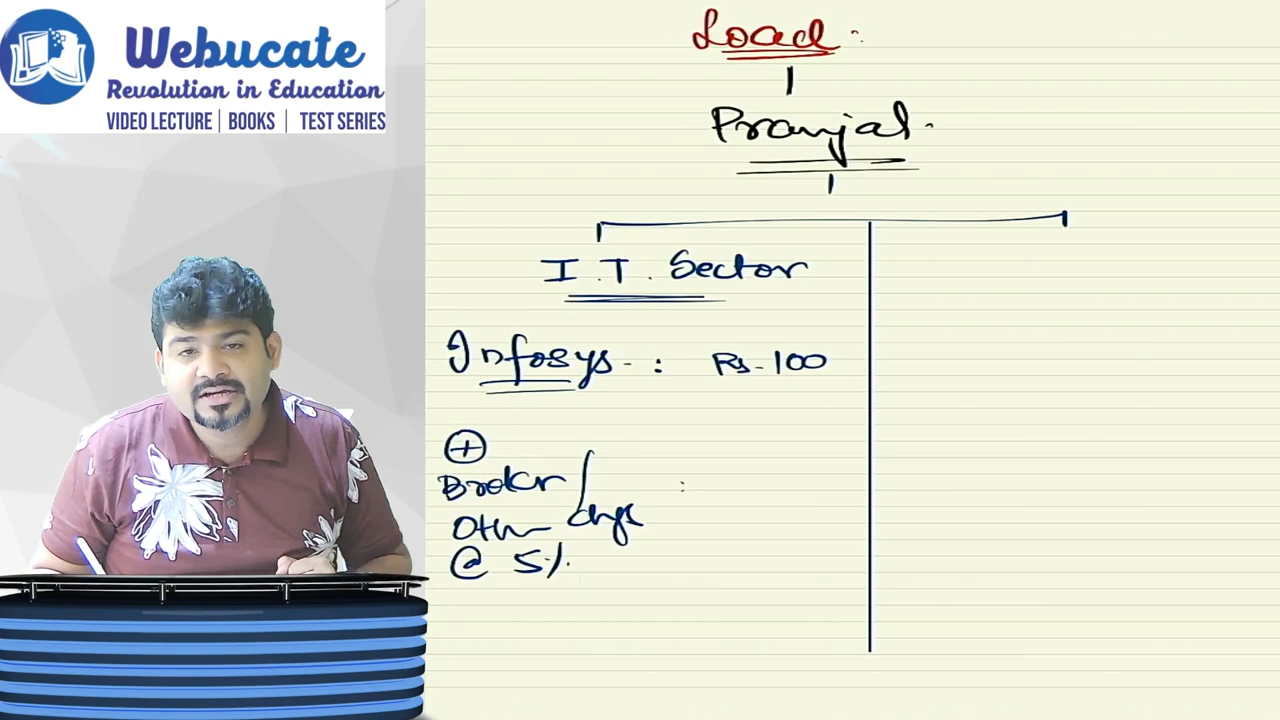 Webucate
Revolution in Education
VIDEO LECTURE | BOOKS | TEST SERIES
Load :
Pranjal.
I.T. Sector
Infosys - : Rs-100
+
Broker
Other chgs :
@ 5%.